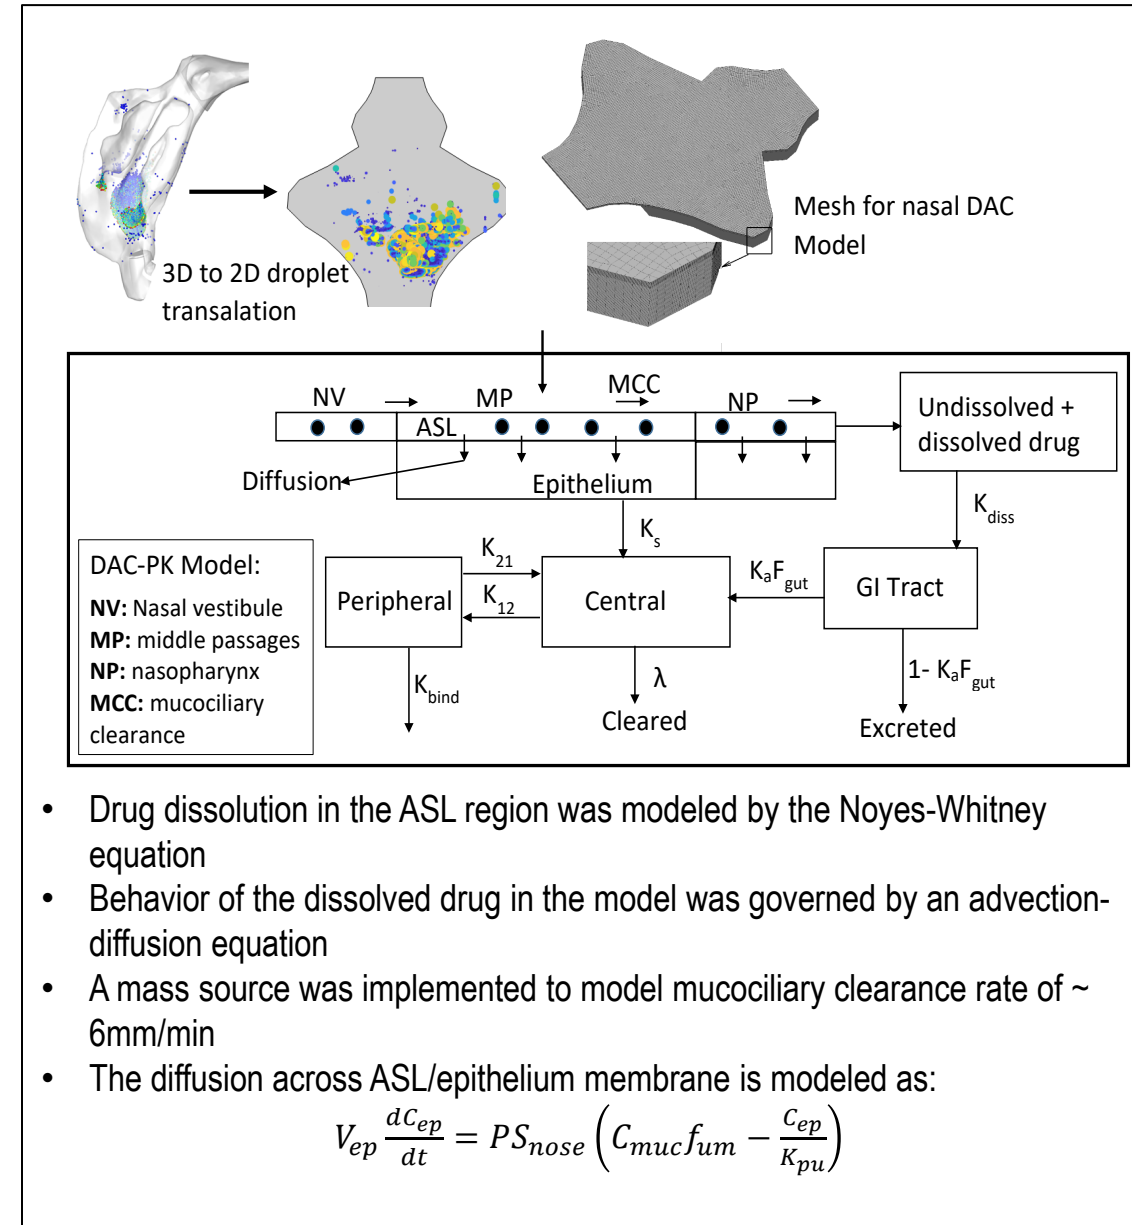 3D to 2D droplet
transalation
Mesh for nasal DAC
Model
NV
MP
MCC
NP
ASL
Undissolved +
dissolved drug
Diffusion
Epithelium
K_diss
K_s
DAC-PK Model:
NV: Nasal vestibule
MP: middle passages
NP: nasopharynx
MCC: mucociliary
clearance
K_21
Peripheral
K_12
Central
K_aF_gut
GI Tract
K_bind
λ
1- K_aF_gut
Cleared
Excreted
• Drug dissolution in the ASL region was modeled by the Noyes-Whitney
equation
• Behavior of the dissolved drug in the model was governed by an advection-
diffusion equation
• A mass source was implemented to model mucociliary clearance rate of ~
6mm/min
• The diffusion across ASL/epithelium membrane is modeled as:
V_ep dC_ep/dt = PS_nose (C_muc f_um − C_ep/K_pu)